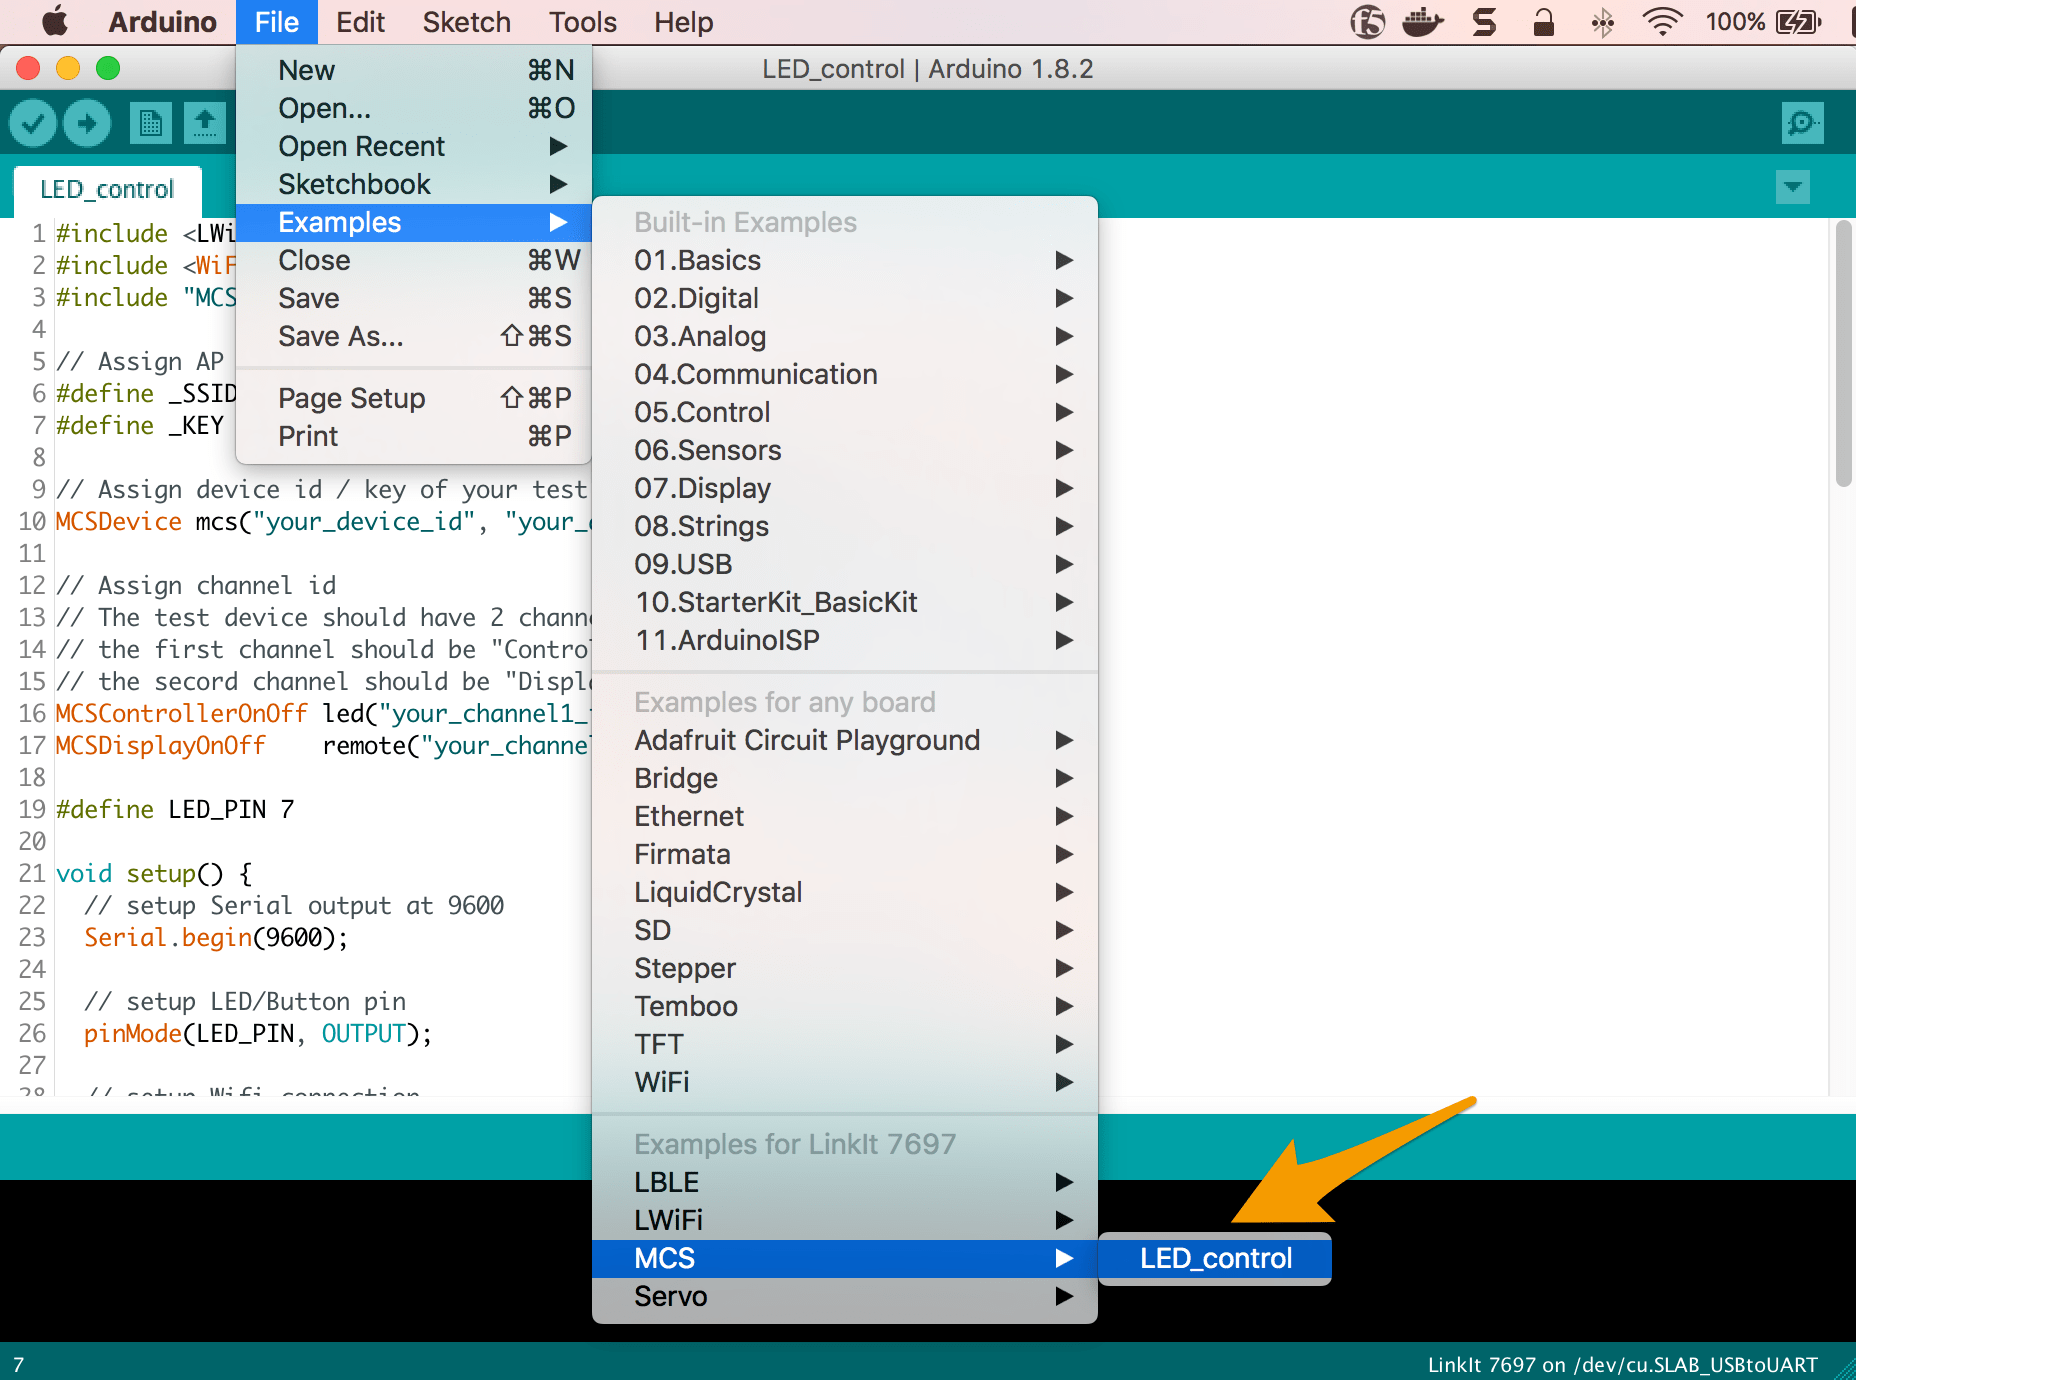 Arduino File Edit Sketch Tools Help f5 S 100%
LED_control | Arduino 1.8.2
LED_control
New ⌘N
Open... ⌘O
Open Recent ▶
Sketchbook ▶
Examples ▶
Close ⌘W
Save ⌘S
Save As... ⇧⌘S
Page Setup ⇧⌘P
Print ⌘P
Built-in Examples
01.Basics ▶
02.Digital ▶
03.Analog ▶
04.Communication ▶
05.Control ▶
06.Sensors ▶
07.Display ▶
08.Strings ▶
09.USB ▶
10.StarterKit_BasicKit ▶
11.ArduinoISP ▶
Examples for any board
Adafruit Circuit Playground ▶
Bridge ▶
Ethernet ▶
Firmata ▶
LiquidCrystal ▶
SD ▶
Stepper ▶
Temboo ▶
TFT ▶
WiFi ▶
Examples for LinkIt 7697
LBLE ▶
LWiFi ▶
MCS ▶
Servo ▶
LED_control
1 #include <LWi
2 #include <WiF
3 #include "MCS
4
5 // Assign AP
6 #define _SSID
7 #define _KEY
8
9 // Assign device id / key of your test
10 MCSDevice mcs("your_device_id", "your_
11
12 // Assign channel id
13 // The test device should have 2 chann
14 // the first channel should be "Contro
15 // the secord channel should be "Displ
16 MCSControllerOnOff led("your_channel1_
17 MCSDisplayOnOff remote("your_channe
18
19 #define LED_PIN 7
20
21 void setup() {
22 // setup Serial output at 9600
23 Serial.begin(9600);
24
25 // setup LED/Button pin
26 pinMode(LED_PIN, OUTPUT);
27
28 // setup Wifi connection
7
LinkIt 7697 on /dev/cu.SLAB_USBtoUART